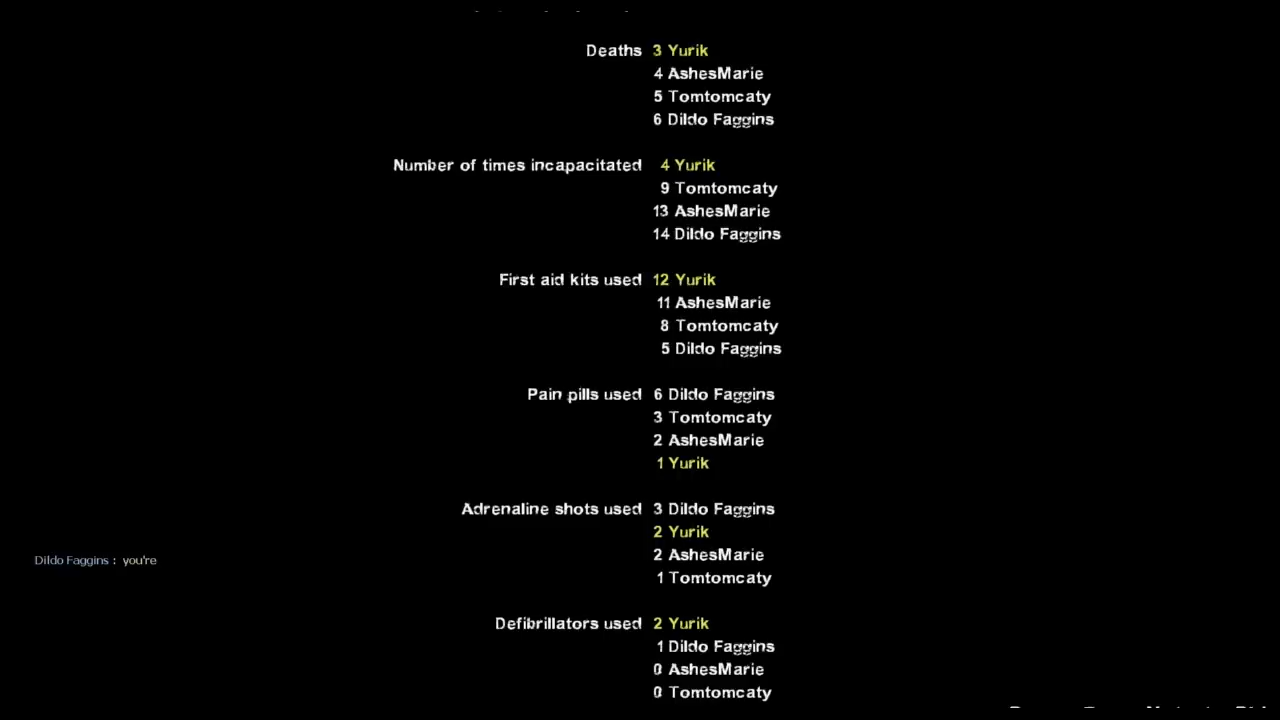 Deaths 3 Yurik
4 AshesMarie
5 Tomtomcaty
6 Dildo Faggins
Number of times incapacitated 4 Yurik
9 Tomtomcaty
13 AshesMarie
14 Dildo Faggins
First aid kits used 12 Yurik
11 AshesMarie
8 Tomtomcaty
5 Dildo Faggins
Pain pills used 6 Dildo Faggins
3 Tomtomcaty
2 AshesMarie
1 Yurik
Adrenaline shots used 3 Dildo Faggins
2 Yurik
2 AshesMarie
Dildo Faggins : you're
1 Tomtomcaty
Defibrillators used 2 Yurik
1 Dildo Faggins
0 AshesMarie
0 Tomtomcaty